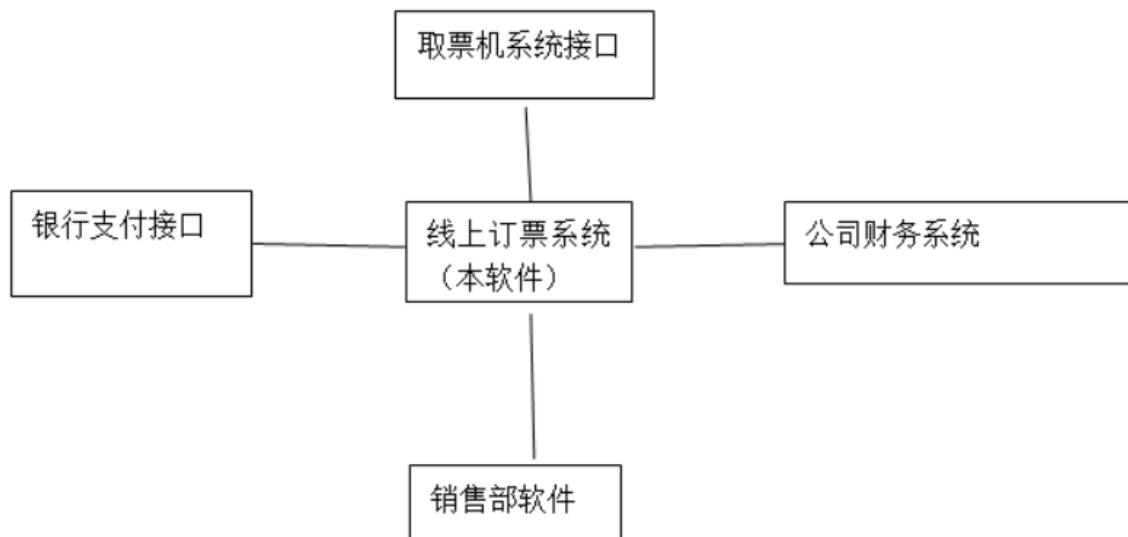 取票机系统接口
银行支付接口
线上订票系统
（本软件）
公司财务系统
销售部软件